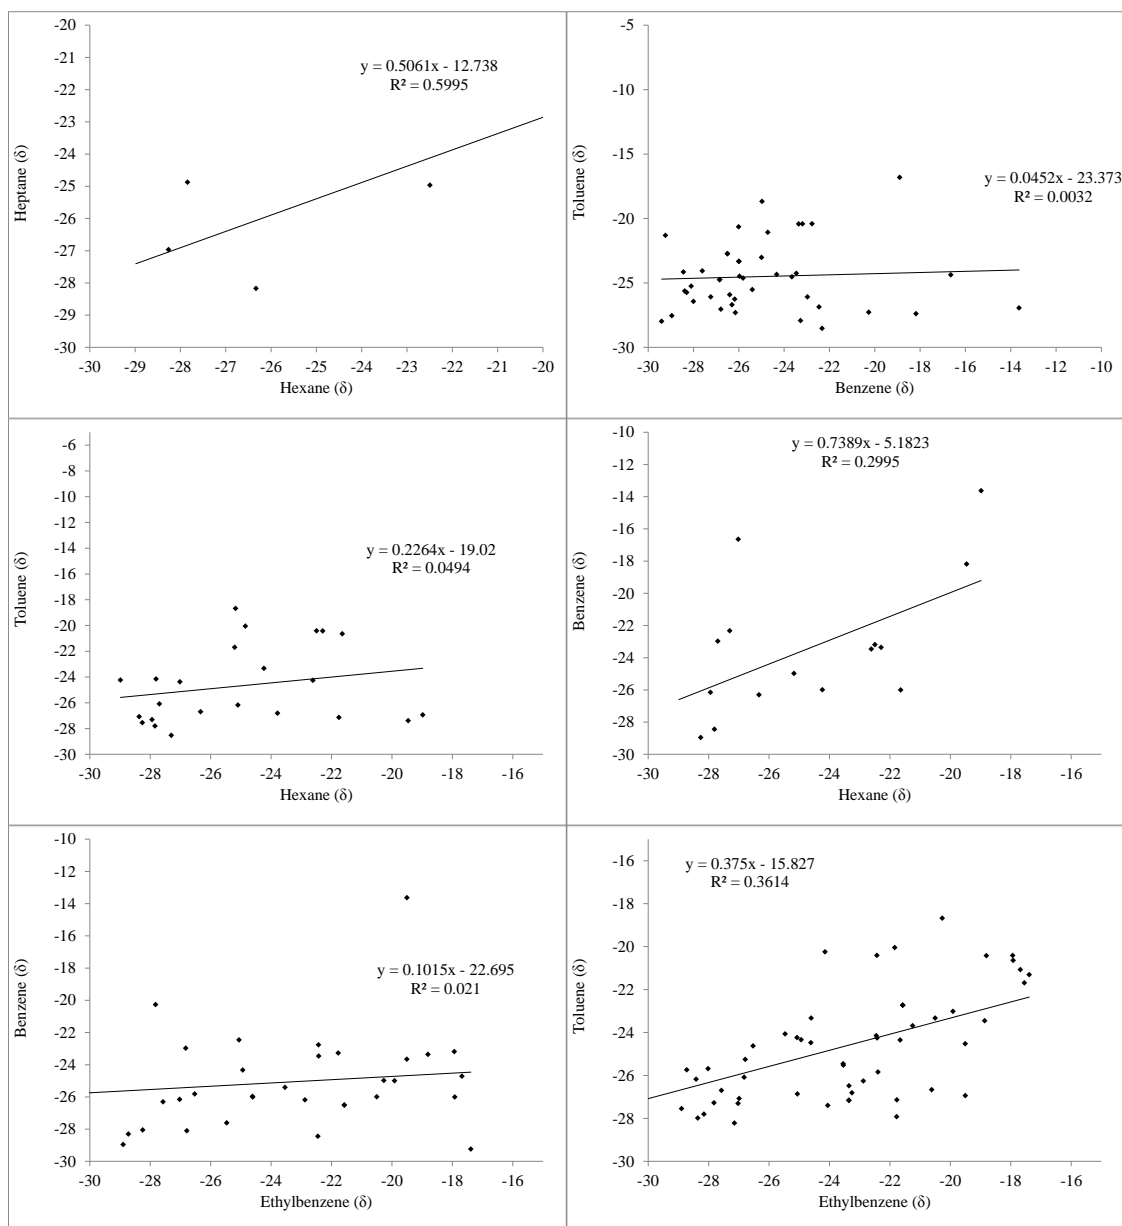 -20
-21
-22
-23
-24
-25
-26
-27
-28
-29
-30
Heptane (δ)
y = 0.5061x - 12.738
R² = 0.5995
-30 -29 -28 -27 -26 -25 -24 -23 -22 -21 -20
Hexane (δ)
-5
-10
-15
-20
-25
-30
Toluene (δ)
y = 0.0452x - 23.373
R² = 0.0032
-30 -28 -26 -24 -22 -20 -18 -16 -14 -12 -10
Benzene (δ)
-6
-8
-10
-12
-14
-16
-18
-20
-22
-24
-26
-28
-30
Toluene (δ)
y = 0.2264x - 19.02
R² = 0.0494
-30 -28 -26 -24 -22 -20 -18 -16
Hexane (δ)
-10
-12
-14
-16
-18
-20
-22
-24
-26
-28
-30
Benzene (δ)
y = 0.7389x - 5.1823
R² = 0.2995
-30 -28 -26 -24 -22 -20 -18 -16
Hexane (δ)
-10
-12
-14
-16
-18
-20
-22
-24
-26
-28
-30
Benzene (δ)
y = 0.1015x - 22.695
R² = 0.021
-30 -28 -26 -24 -22 -20 -18 -16
Ethylbenzene (δ)
-16
-18
-20
-22
-24
-26
-28
-30
Toluene (δ)
y = 0.375x - 15.827
R² = 0.3614
-30 -28 -26 -24 -22 -20 -18 -16
Ethylbenzene (δ)